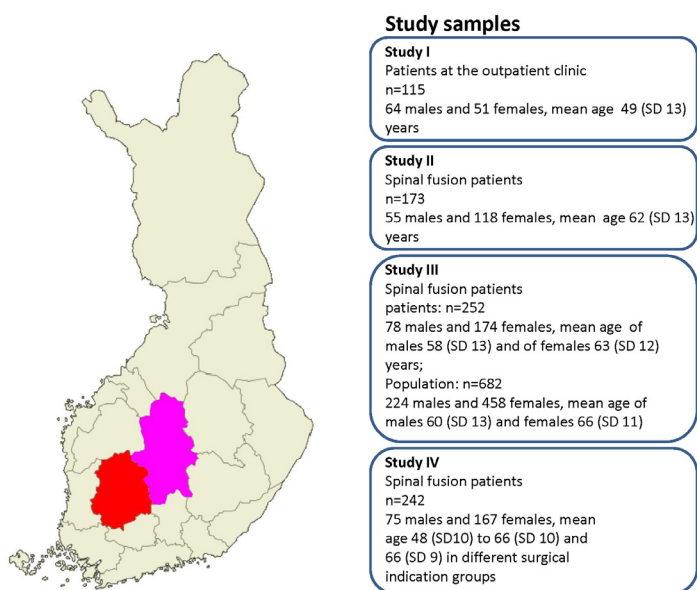 Study samples
Study I
Patients at the outpatient clinic
n=115
64 males and 51 females, mean age 49 (SD 13)
years
Study II
Spinal fusion patients
n=173
55 males and 118 females, mean age 62 (SD 13)
years
Study III
Spinal fusion patients
patients: n=252
78 males and 174 females, mean age of
males 58 (SD 13) and of females 63 (SD 12)
years;
Population: n=682
224 males and 458 females, mean age of
males 60 (SD 13) and females 66 (SD 11)
Study IV
Spinal fusion patients
n=242
75 males and 167 females, mean
age 48 (SD10) to 66 (SD 10) and
66 (SD 9) in different surgical
indication groups